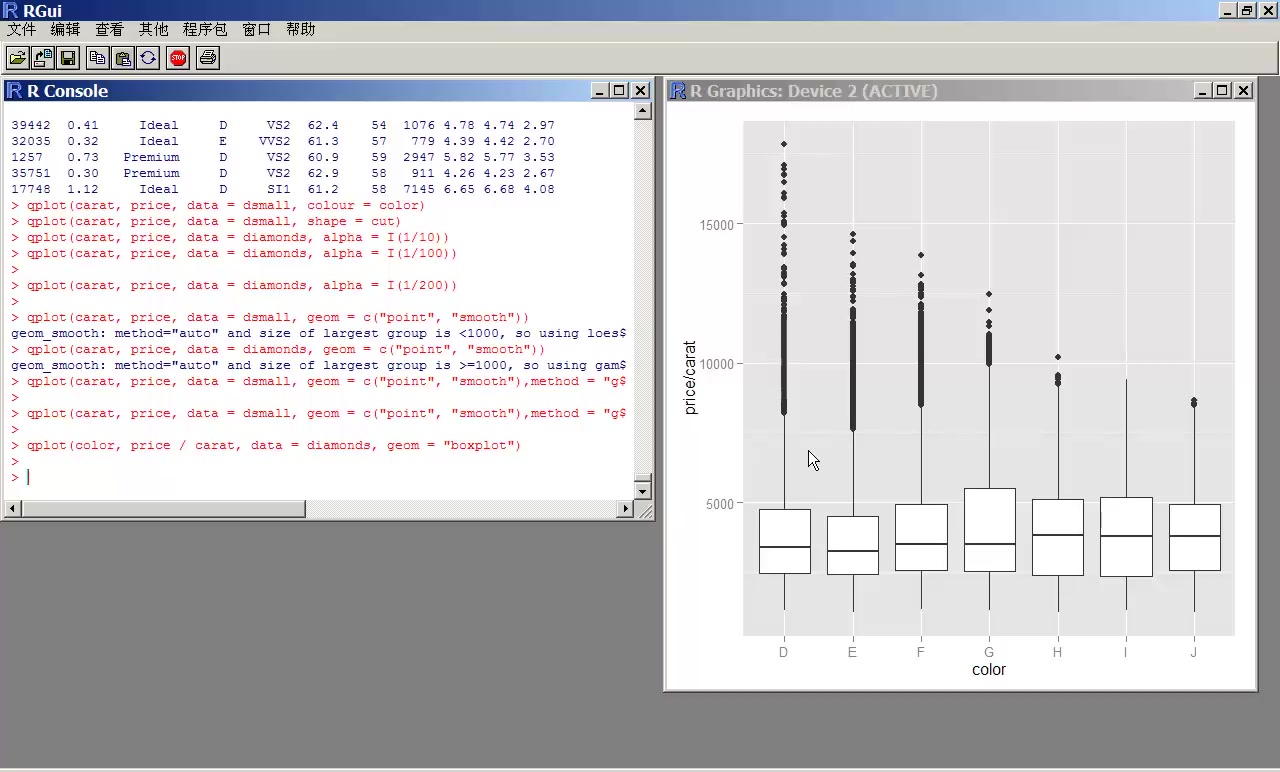 RGui
文件 编辑 查看 其他 程序包 窗口 帮助
STOP
R Console
39442 0.41 Ideal D VS2 62.4 54 1076 4.78 4.74 2.97
32035 0.32 Ideal E VVS2 61.3 57 779 4.39 4.42 2.70
1257 0.73 Premium D VS2 60.9 59 2947 5.82 5.77 3.53
35751 0.30 Premium D VS2 62.9 58 911 4.26 4.23 2.67
17748 1.12 Ideal D SI1 61.2 58 7145 6.65 6.68 4.08
> qplot(carat, price, data = dsmall, colour = color)
> qplot(carat, price, data = dsmall, shape = cut)
> qplot(carat, price, data = diamonds, alpha = I(1/10))
> qplot(carat, price, data = diamonds, alpha = I(1/100))
>
> qplot(carat, price, data = diamonds, alpha = I(1/200))
>
> qplot(carat, price, data = dsmall, geom = c("point", "smooth"))
geom_smooth: method="auto" and size of largest group is <1000, so using loes$
> qplot(carat, price, data = diamonds, geom = c("point", "smooth"))
geom_smooth: method="auto" and size of largest group is >=1000, so using gam$
> qplot(carat, price, data = dsmall, geom = c("point", "smooth"),method = "g$
>
> qplot(carat, price, data = dsmall, geom = c("point", "smooth"),method = "g$
>
> qplot(color, price / carat, data = diamonds, geom = "boxplot")
>
>
R Graphics: Device 2 (ACTIVE)
15000
10000
5000
price/carat
D E F G H I J
color